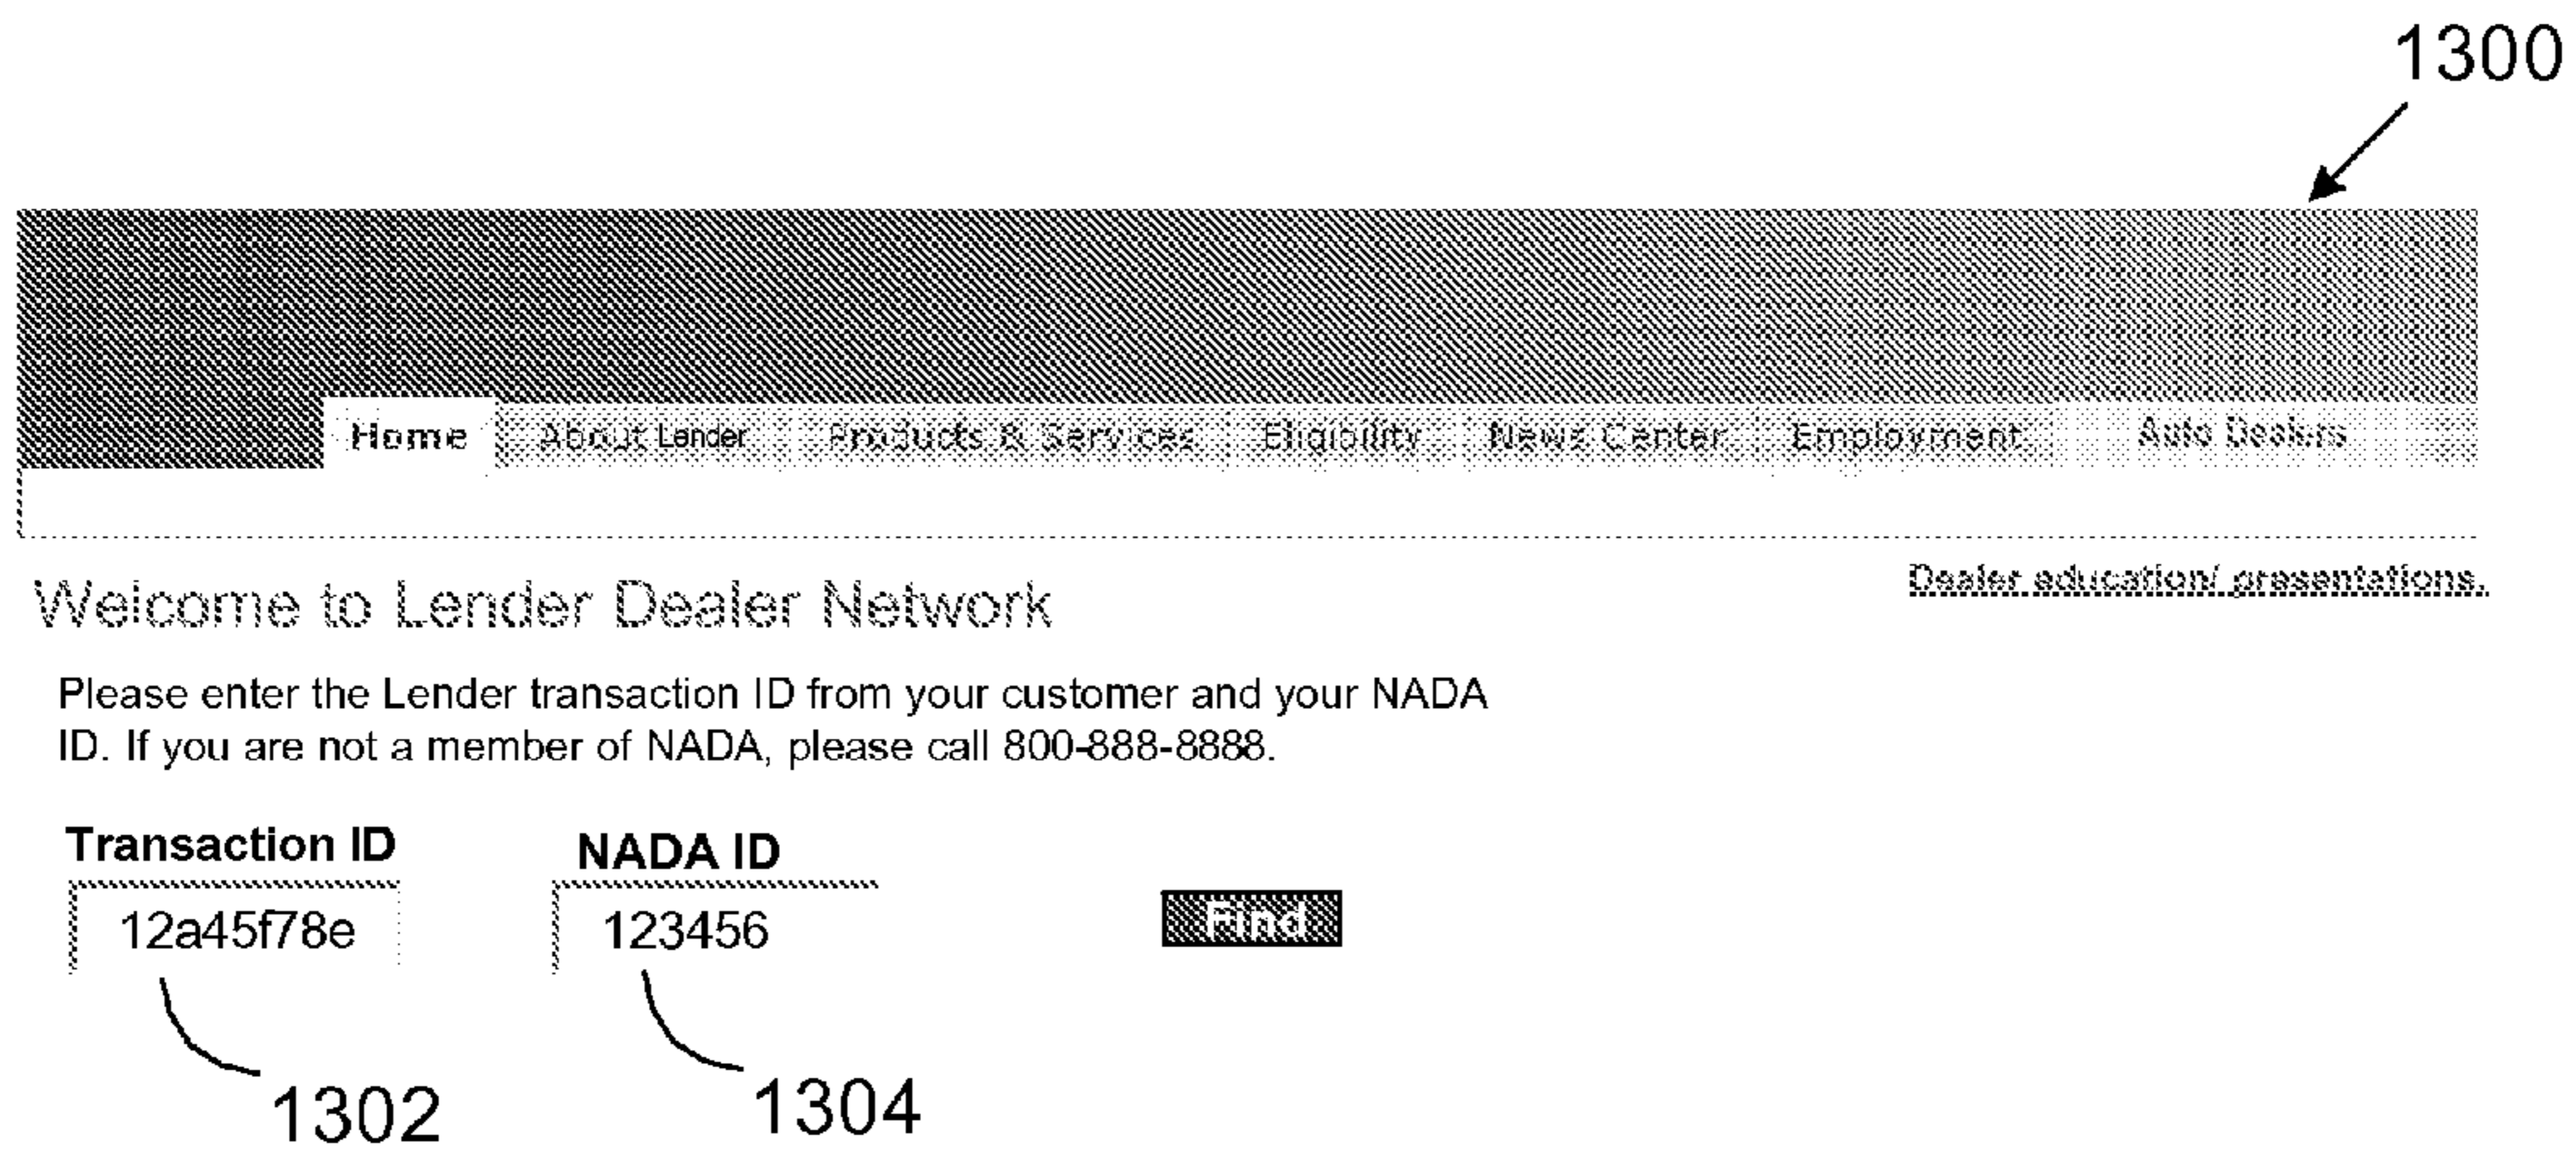 1300
Home About Lender Products & Services Eligibility News Center Employment Auto Dealers
Dealer education/ presentations.
Welcome to Lender Dealer Network
Please enter the Lender transaction ID from your customer and your NADA
ID. If you are not a member of NADA, please call 800-888-8888.
Transaction ID NADA ID
12a45f78e 123456 Find
1302 1304